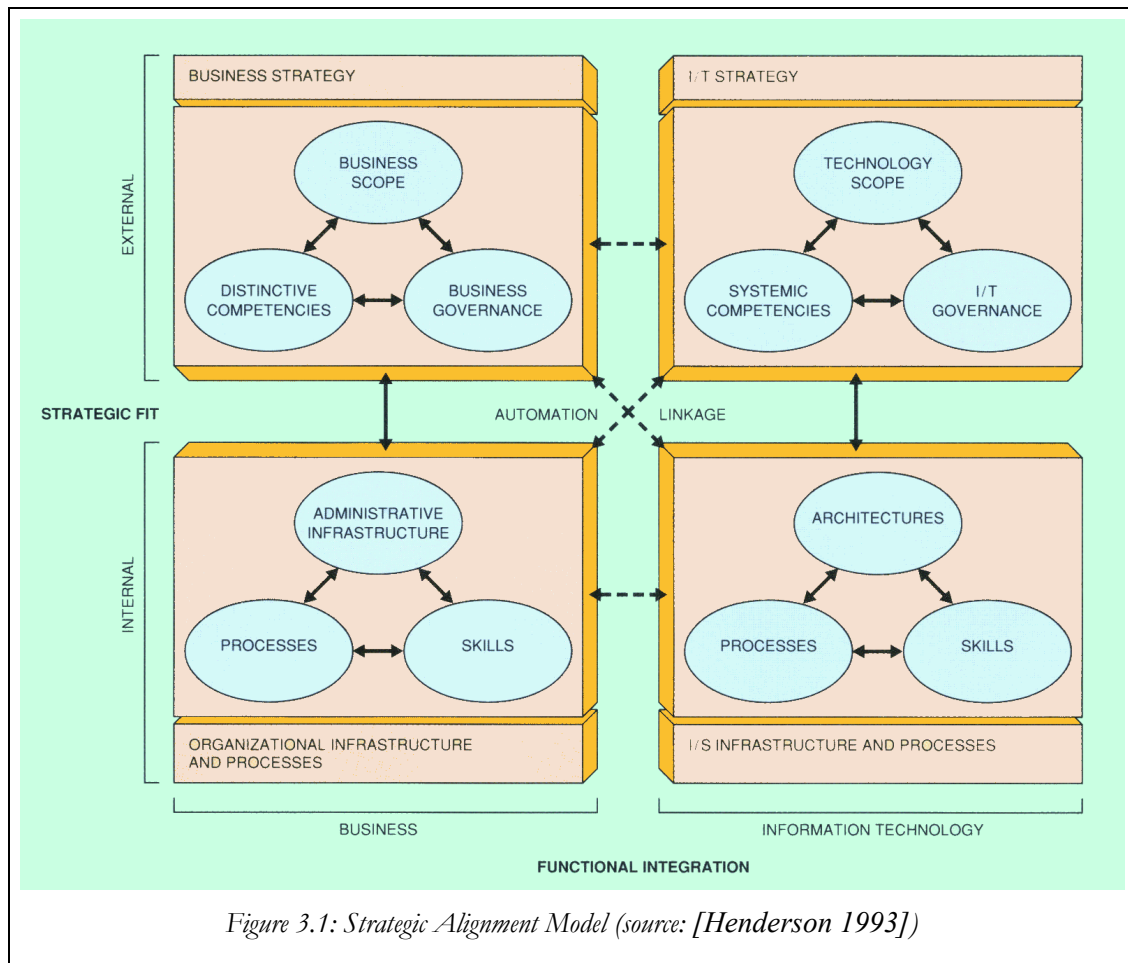 BUSINESS STRATEGY
I/T STRATEGY
EXTERNAL
BUSINESS
SCOPE
DISTINCTIVE
COMPETENCIES
BUSINESS
GOVERNANCE
TECHNOLOGY
SCOPE
SYSTEMIC
COMPETENCIES
I/T
GOVERNANCE
STRATEGIC FIT
AUTOMATION
LINKAGE
INTERNAL
ADMINISTRATIVE
INFRASTRUCTURE
PROCESSES
SKILLS
ARCHITECTURES
PROCESSES
SKILLS
ORGANIZATIONAL INFRASTRUCTURE
AND PROCESSES
I/S INFRASTRUCTURE AND PROCESSES
BUSINESS
INFORMATION TECHNOLOGY
FUNCTIONAL INTEGRATION
Figure 3.1: Strategic Alignment Model (source: [Henderson 1993])